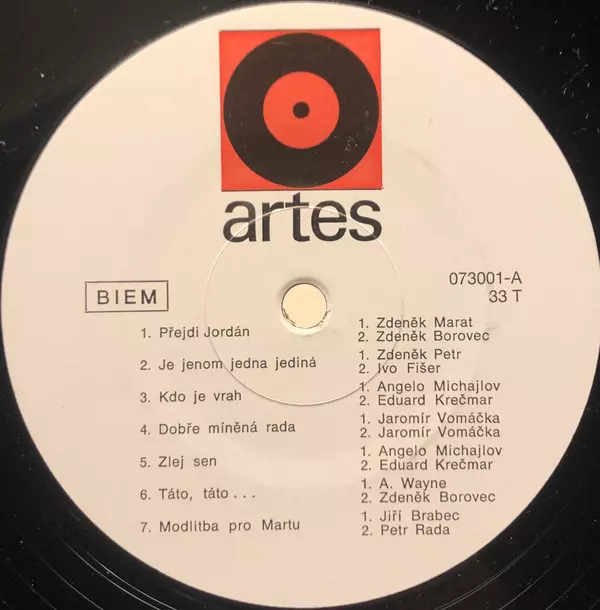 artes
073001-A
33 T
BIEM
1. Přejdi Jordán
1. Zdeněk Marat
2. Zdeněk Borovec
2. Je jenom jedna jediná
1. Zdeněk Petr
2. Ivo Fišer
3. Kdo je vrah
1. Angelo Michajlov
2. Eduard Krečmar
4. Dobře míněná rada
1. Jaromír Vomáčka
2. Jaromír Vomáčka
5. Zlej sen
1. Angelo Michajlov
2. Eduard Krečmar
6. Táto, táto...
1. A. Wayne
2. Zdeněk Borovec
7. Modlitba pro Martu
1. Jiří Brabec
2. Petr Rada